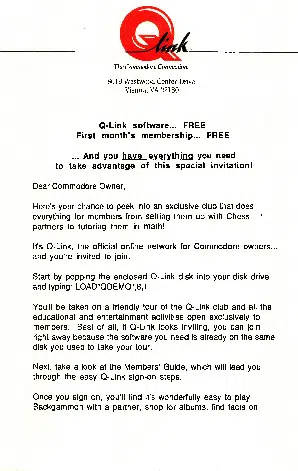 Q Link
The Commodore Connection
8619 Westwood Center Drive
Vienna, VA 22180
Q-Link software... FREE
First month's membership... FREE
... And you have everything you need
to take advantage of this special invitation!
Dear Commodore Owner,
Here's your chance to peek into an exclusive club that does
everything for members from setting them up with Chess
partners to tutoring them in math!
It's Q-Link, the official online network for Commodore owners...
and you're invited to join.
Start by popping the enclosed Q-Link disk into your disk drive
and typing: LOAD"QDEMO",8,1
You'll be taken on a friendly tour of the Q-Link club and all the
educational and entertainment activities open exclusively to
members. Best of all, if Q-Link looks inviting, you can join
right away because the software you need is already on the same
disk you used to take your tour.
Next, take a look at the Members' Guide, which will lead you
through the easy Q-Link sign-on steps.
Once you sign on, you'll find it's wonderfully easy to play
Backgammon with a partner, shop for albums, find facts on